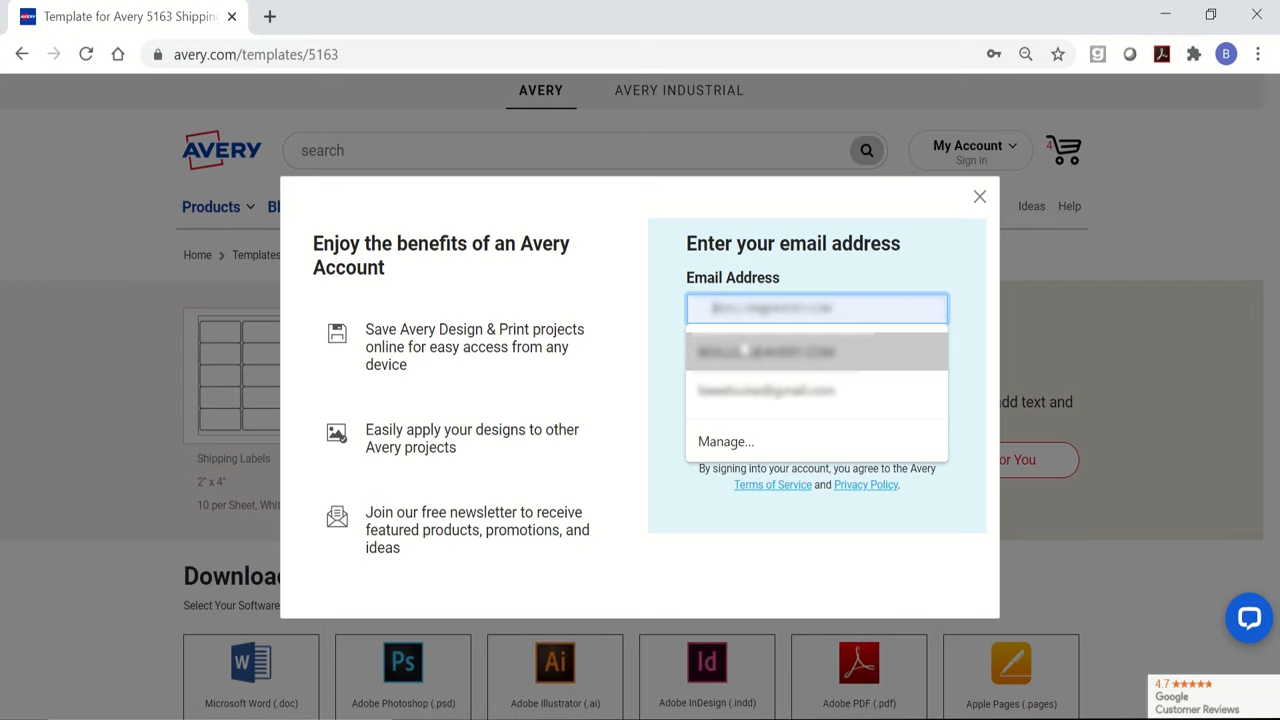 AVERY
Template for Avery 5163 Shippin
avery.com/templates/5163
B
AVERY
AVERY INDUSTRIAL
AVERY
search
My Account
Sign in
4
Products
Bl
Ideas
Help
Home
Templates
Enjoy the benefits of an Avery
Account
Save Avery Design & Print projects
online for easy access from any
device
Easily apply your designs to other
Avery projects
Join our free newsletter to receive
featured products, promotions, and
ideas
Enter your email address
Email Address
Manage...
By signing into your account, you agree to the Avery
Terms of Service and Privacy Policy.
dd text and
or You
Shipping Labels
2" x 4"
10 per Sheet, Whit
Downloa
Select Your Software
W
Microsoft Word (.doc)
Ps
Adobe Photoshop (.psd)
Ai
Adobe Illustrator (.ai)
Id
Adobe InDesign (.indd)
Adobe PDF (.pdf)
Apple Pages (.pages)
4.7 ★★★★★
Google
Customer Reviews